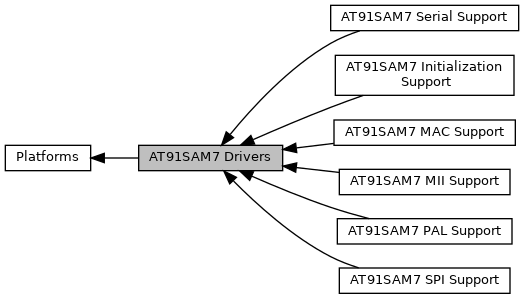 AT91SAM7 Serial Support
AT91SAM7 Initialization
Support
AT91SAM7 MAC Support
Platforms
AT91SAM7 Drivers
AT91SAM7 MII Support
AT91SAM7 PAL Support
AT91SAM7 SPI Support